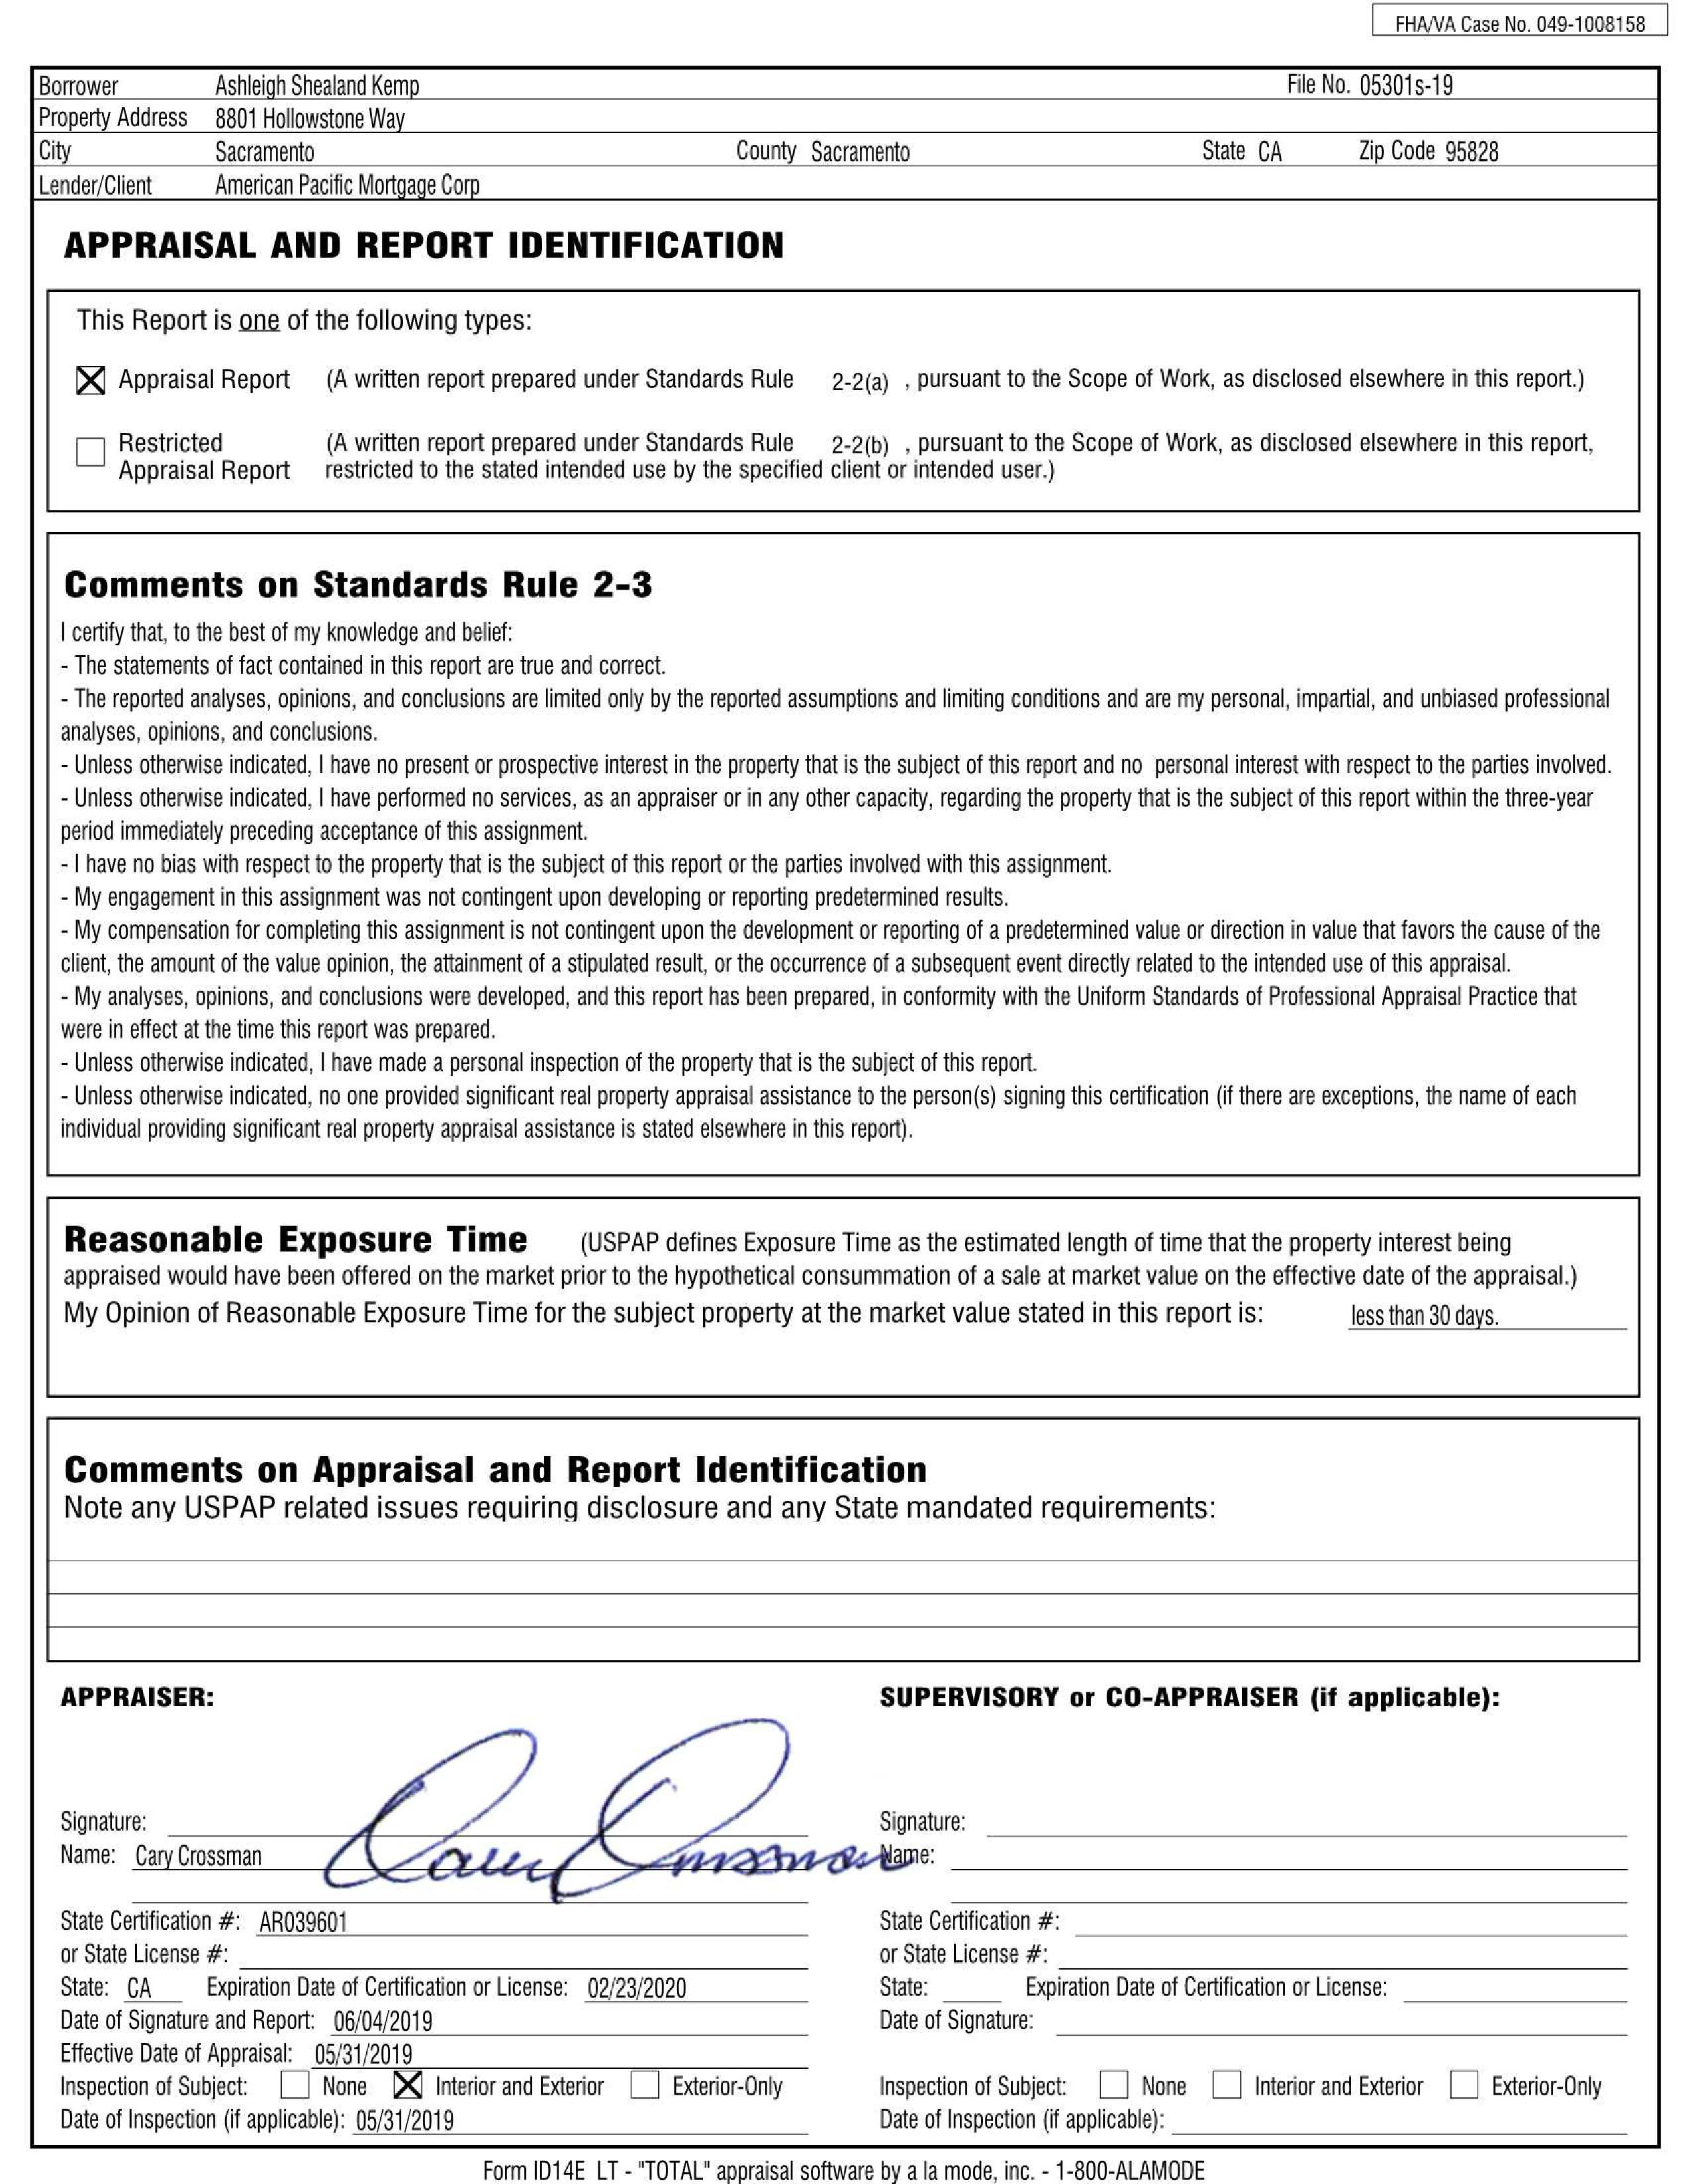 FHA/VA Case No. 049-1008158
Borrower Ashleigh Shealand Kemp File No. 05301s-19
Property Address 8801 Hollowstone Way
City Sacramento County Sacramento State CA Zip Code 95828
Lender/Client American Pacific Mortgage Corp
APPRAISAL AND REPORT IDENTIFICATION
This Report is one of the following types:
Appraisal Report (A written report prepared under Standards Rule 2-2(a) , pursuant to the Scope of Work, as disclosed elsewhere in this report.)
Restricted (A written report prepared under Standards Rule 2-2(b) , pursuant to the Scope of Work, as disclosed elsewhere in this report,
Appraisal Report restricted to the stated intended use by the specified client or intended user.)
Comments on Standards Rule 2-3
I certify that, to the best of my knowledge and belief:
- The statements of fact contained in this report are true and correct.
- The reported analyses, opinions, and conclusions are limited only by the reported assumptions and limiting conditions and are my personal, impartial, and unbiased professional
analyses, opinions, and conclusions.
- Unless otherwise indicated, I have no present or prospective interest in the property that is the subject of this report and no personal interest with respect to the parties involved.
- Unless otherwise indicated, I have performed no services, as an appraiser or in any other capacity, regarding the property that is the subject of this report within the three-year
period immediately preceding acceptance of this assignment.
- I have no bias with respect to the property that is the subject of this report or the parties involved with this assignment.
- My engagement in this assignment was not contingent upon developing or reporting predetermined results.
- My compensation for completing this assignment is not contingent upon the development or reporting of a predetermined value or direction in value that favors the cause of the
client, the amount of the value opinion, the attainment of a stipulated result, or the occurrence of a subsequent event directly related to the intended use of this appraisal.
- My analyses, opinions, and conclusions were developed, and this report has been prepared, in conformity with the Uniform Standards of Professional Appraisal Practice that
were in effect at the time this report was prepared.
- Unless otherwise indicated, I have made a personal inspection of the property that is the subject of this report.
- Unless otherwise indicated, no one provided significant real property appraisal assistance to the person(s) signing this certification (if there are exceptions, the name of each
individual providing significant real property appraisal assistance is stated elsewhere in this report).
Reasonable Exposure Time (USPAP defines Exposure Time as the estimated length of time that the property interest being
appraised would have been offered on the market prior to the hypothetical consummation of a sale at market value on the effective date of the appraisal.)
My Opinion of Reasonable Exposure Time for the subject property at the market value stated in this report is: less than 30 days.
Comments on Appraisal and Report Identification
Note any USPAP related issues requiring disclosure and any State mandated requirements:
APPRAISER: SUPERVISORY or CO-APPRAISER (if applicable):
Cary Crossman
Signature: Signature:
Name: Cary Crossman Name:
State Certification #: AR039601 State Certification #:
or State License #: or State License #:
State: CA Expiration Date of Certification or License: 02/23/2020 State: Expiration Date of Certification or License:
Date of Signature and Report: 06/04/2019 Date of Signature:
Effective Date of Appraisal: 05/31/2019
Inspection of Subject: None Interior and Exterior Exterior-Only Inspection of Subject: None Interior and Exterior Exterior-Only
Date of Inspection (if applicable): 05/31/2019 Date of Inspection (if applicable):
Form ID14E LT - "TOTAL" appraisal software by a la mode, inc. - 1-800-ALAMODE